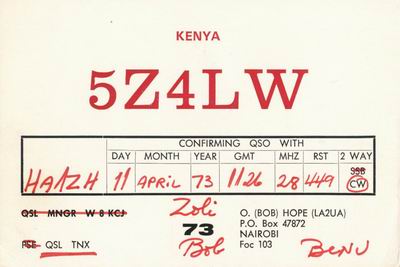 KENYA
5Z4LW
CONFIRMING QSO WITH
DAY MONTH YEAR GMT MHZ RST 2 WAY
HA1ZH 11 APRIL 73 1126 28 449 SSB
CW
QSL MNGR W 8 KCJ Zoli O. (BOB) HOPE (LA2UA)
73 P.O. Box 47872
NAIROBI
PSE QSL TNX Bob Foc 103